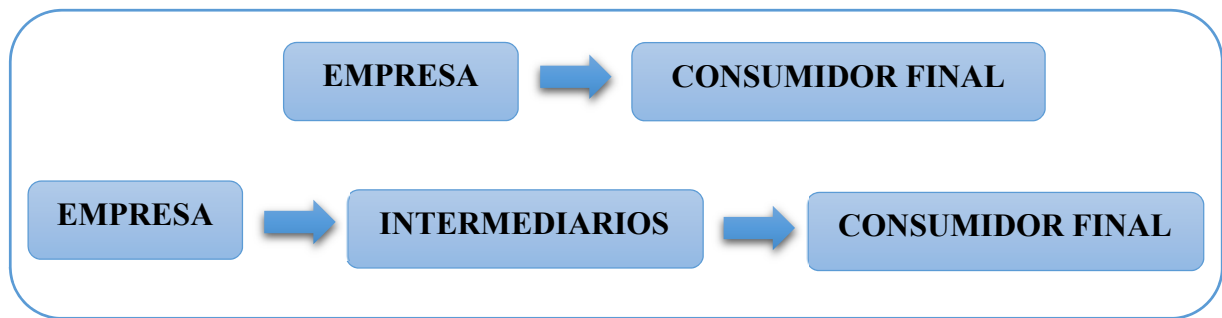 EMPRESA CONSUMIDOR FINAL
EMPRESA INTERMEDIARIOS CONSUMIDOR FINAL